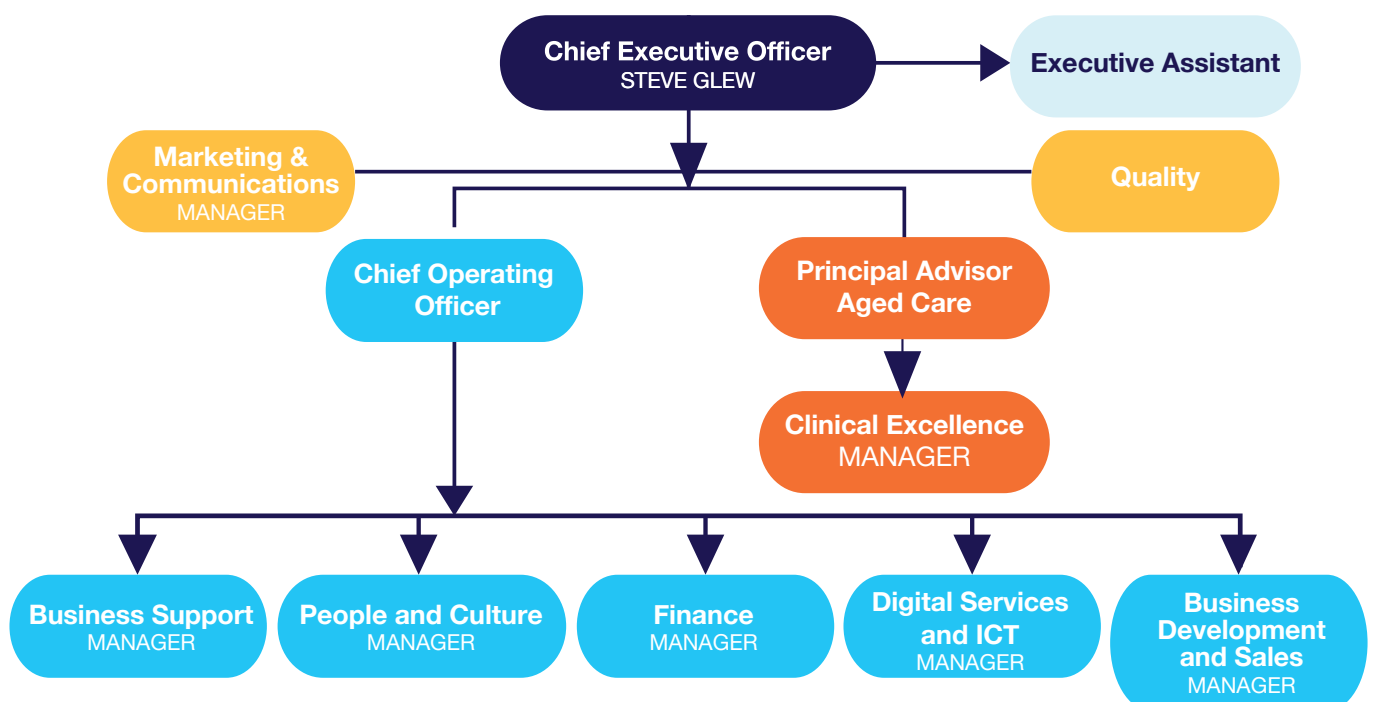 Chief Executive Officer
STEVE GLEW
Executive Assistant
Marketing &
Communications
MANAGER
Quality
Chief Operating
Officer
Principal Advisor
Aged Care
Clinical Excellence
MANAGER
Business Support
MANAGER
People and Culture
MANAGER
Finance
MANAGER
Digital Services
and ICT
MANAGER
Business
Development
and Sales
MANAGER